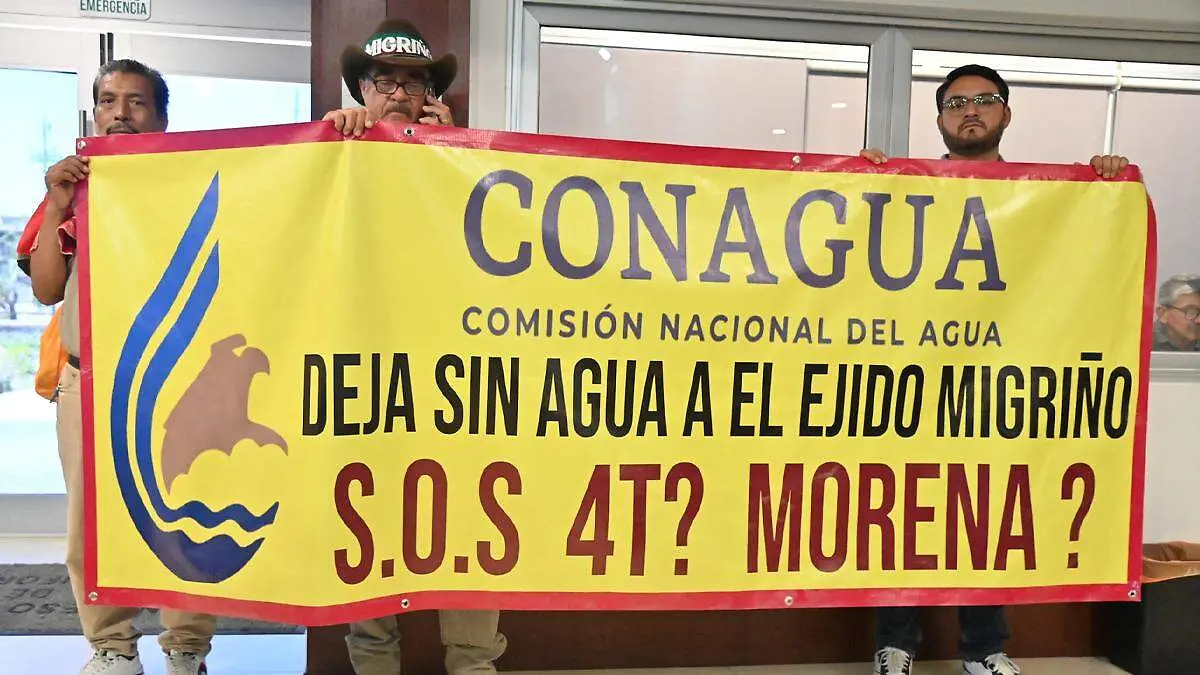 EMERGENCIA
MIGRIÑO
CONAGUA
COMISIÓN NACIONAL DEL AGUA
DEJA SIN AGUA A EL EJIDO MIGRIÑO
S.O.S 4T? MORENA ?